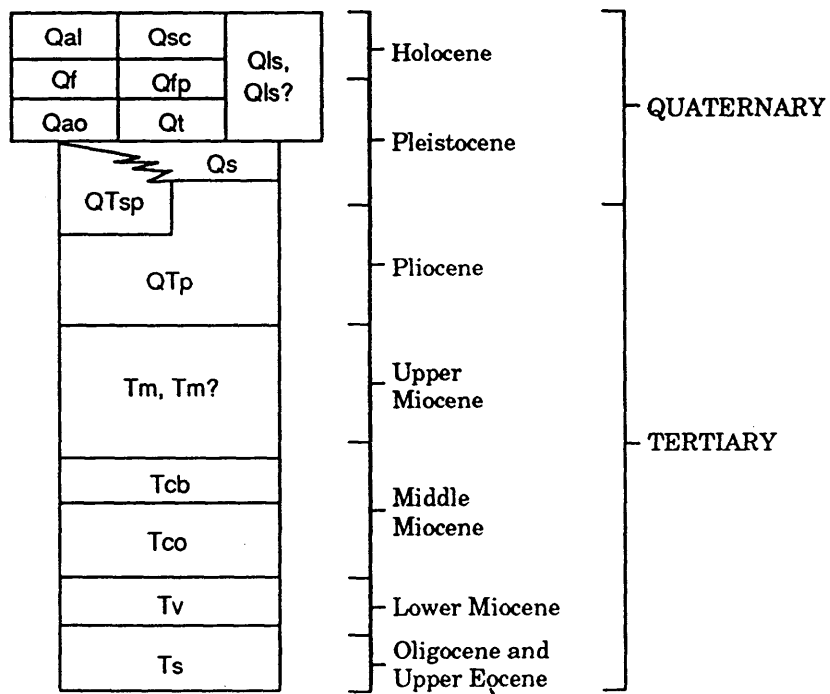 Qal
Qsc
Qls,
Qls?
Qf
Qfp
Qao
Qt
Qs
QTsp
QTp
Tm, Tm?
Tcb
Tco
Tv
Ts
Holocene
Pleistocene
Pliocene
Upper
Miocene
Middle
Miocene
Lower Miocene
Oligocene and
Upper Eocene
QUATERNARY
TERTIARY